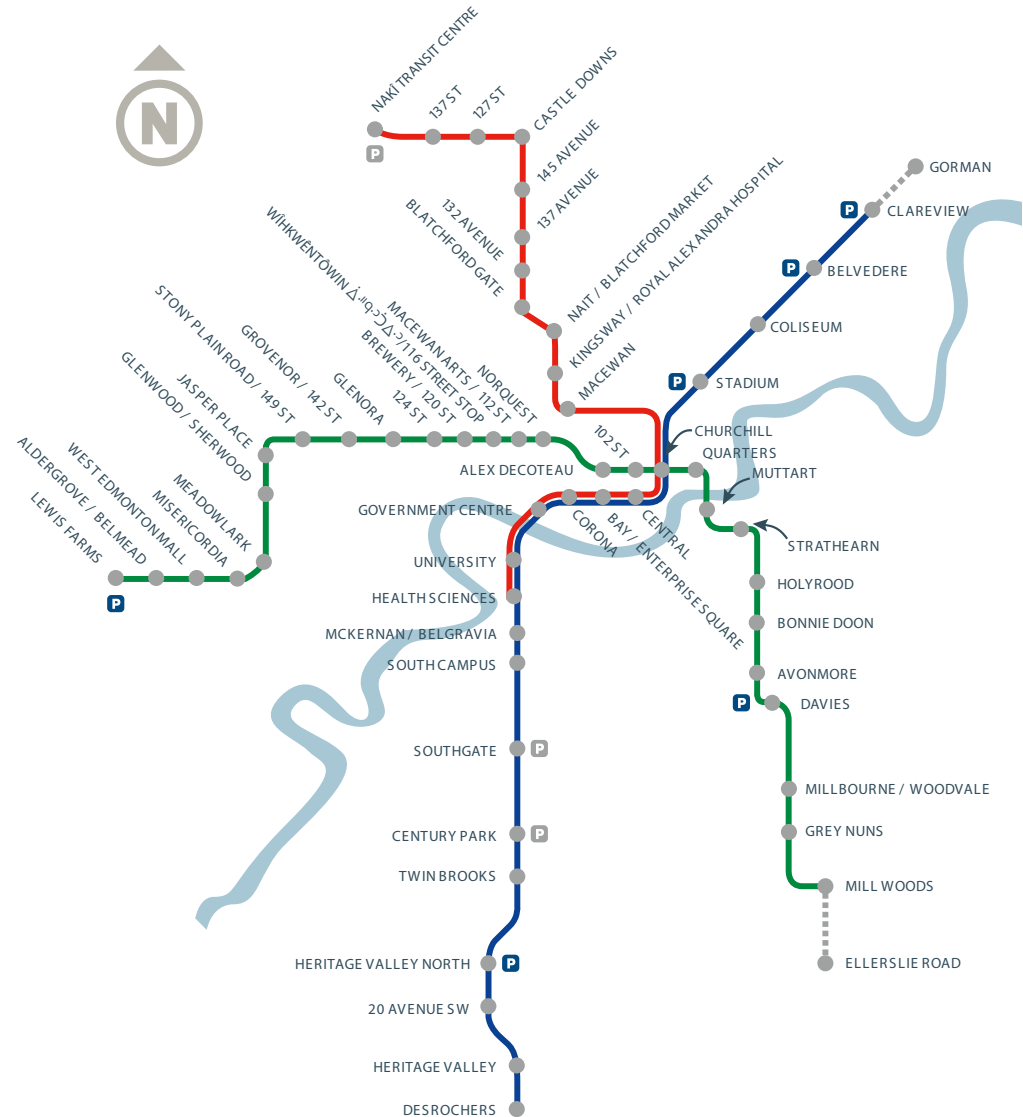 N
NAKÎ TRANSIT CENTRE
P
137 ST
127 ST
CASTLE DOWNS
145 AVENUE
137 AVENUE
132 AVENUE
BLATCHFORD GATE
NAIT / BLATCHFORD MARKET
KINGSWAY / ROYAL ALEXANDRA HOSPITAL
MACEWAN
GORMAN
P
CLAREVIEW
P
BELVEDERE
COLISEUM
P
STADIUM
CHURCHILL
QUARTERS
MUTTART
STRATHEARN
HOLYROOD
BONNIE DOON
AVONMORE
P
DAVIES
MILLBOURNE / WOODVALE
GREY NUNS
MILL WOODS
ELLERSLIE ROAD
102 ST
ALEX DECOTEAU
NORQUEST
MACEWAN ARTS / 112 ST
WÎHKWÊNTÔWIN ᐄᐧᐦᑫᐧᐣᑑᐃᐧᐣ/116 STREET STOP
BREWERY / 120 ST
124 ST
GLENORA
GROVENOR / 142 ST
STONY PLAIN ROAD / 149 ST
JASPER PLACE
GLENWOOD / SHERWOOD
MEADOWLARK
MISERICORDIA
WEST EDMONTON MALL
ALDERGROVE / BELMEAD
LEWIS FARMS
P
CENTRAL
BAY / ENTERPRISE SQUARE
CORONA
GOVERNMENT CENTRE
UNIVERSITY
HEALTH SCIENCES
MCKERNAN / BELGRAVIA
SOUTH CAMPUS
SOUTHGATE
P
CENTURY PARK
P
TWIN BROOKS
HERITAGE VALLEY NORTH
P
20 AVENUE SW
HERITAGE VALLEY
DESROCHERS